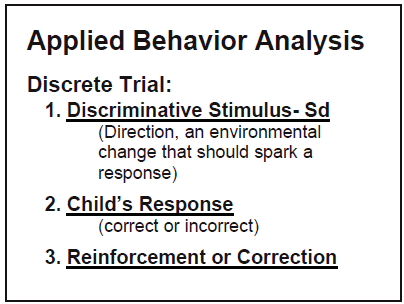 Applied Behavior Analysis
Discrete Trial:
1. Discriminative Stimulus- Sd
(Direction, an environmental
change that should spark a
response)
2. Child's Response
(correct or incorrect)
3. Reinforcement or Correction